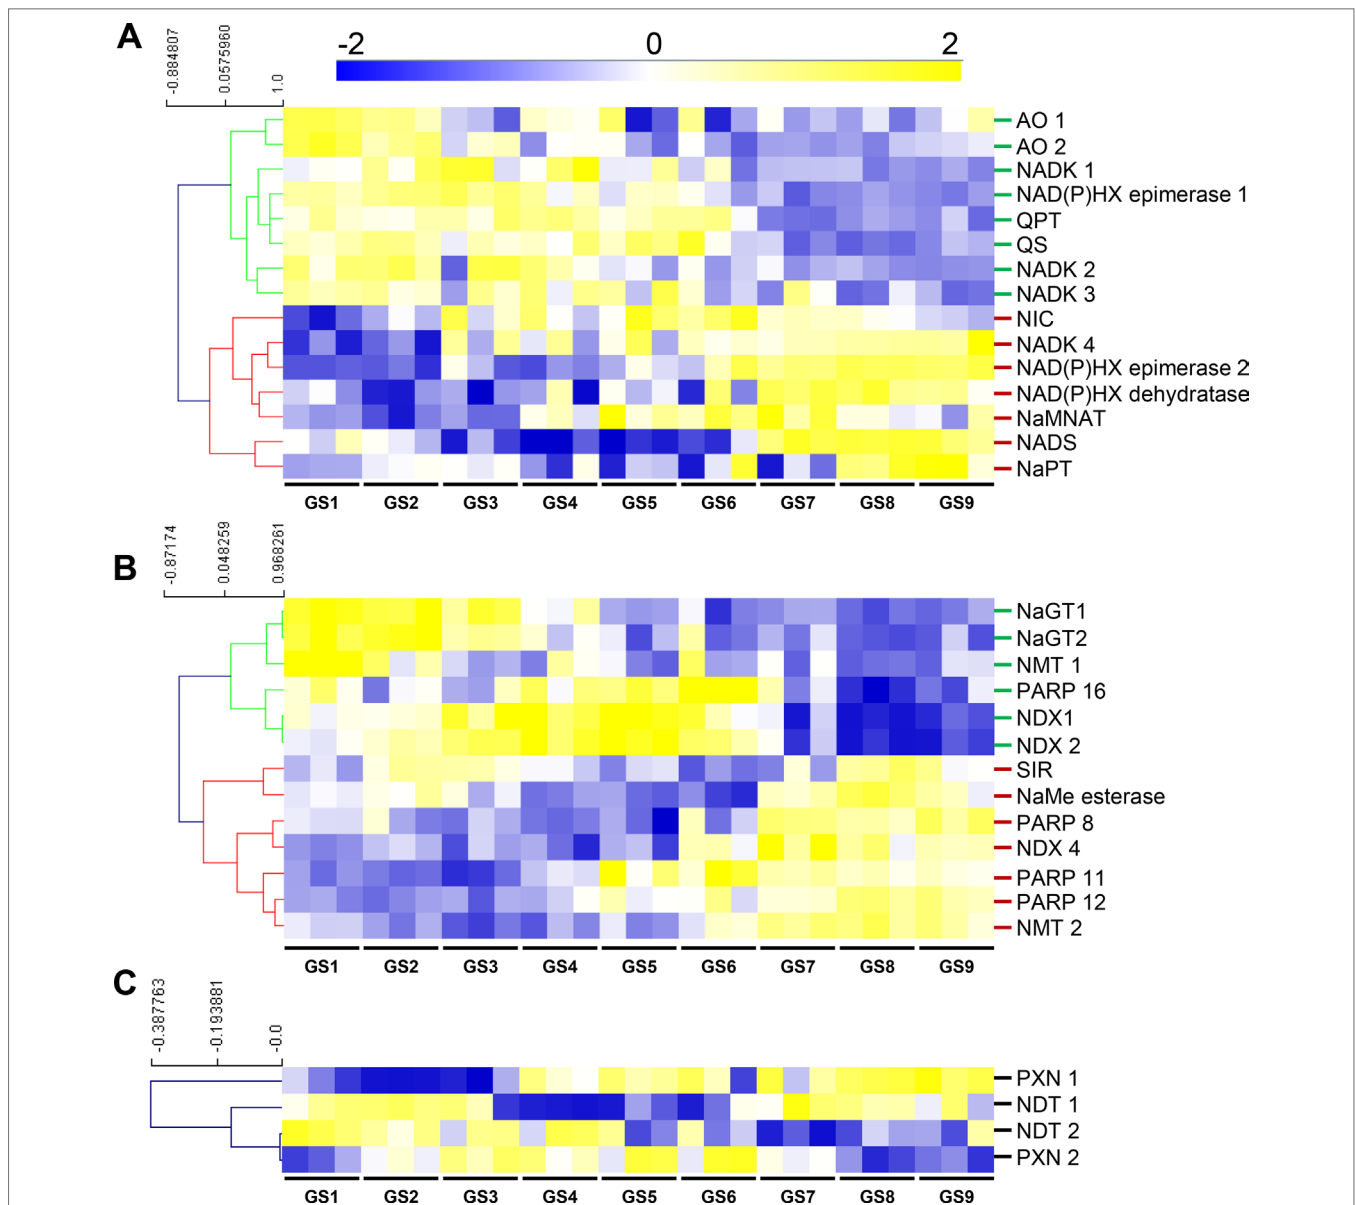 A
-0.884807
0.0575960
1.0
-2 0 2
AO 1
AO 2
NADK 1
NAD(P)HX epimerase 1
QPT
QS
NADK 2
NADK 3
NIC
NADK 4
NAD(P)HX epimerase 2
NAD(P)HX dehydratase
NaMNAT
NADS
NaPT
GS1 GS2 GS3 GS4 GS5 GS6 GS7 GS8 GS9
B
-0.87174
0.048259
0.968261
NaGT1
NaGT2
NMT 1
PARP 16
NDX1
NDX 2
SIR
NaMe esterase
PARP 8
NDX 4
PARP 11
PARP 12
NMT 2
GS1 GS2 GS3 GS4 GS5 GS6 GS7 GS8 GS9
C
-0.387763
-0.193881
-0.0
PXN 1
NDT 1
NDT 2
PXN 2
GS1 GS2 GS3 GS4 GS5 GS6 GS7 GS8 GS9